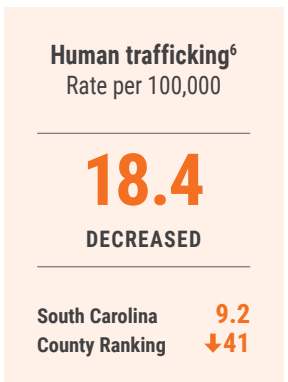 Human trafficking⁶
Rate per 100,000
18.4
DECREASED
South Carolina 9.2
County Ranking ↓41